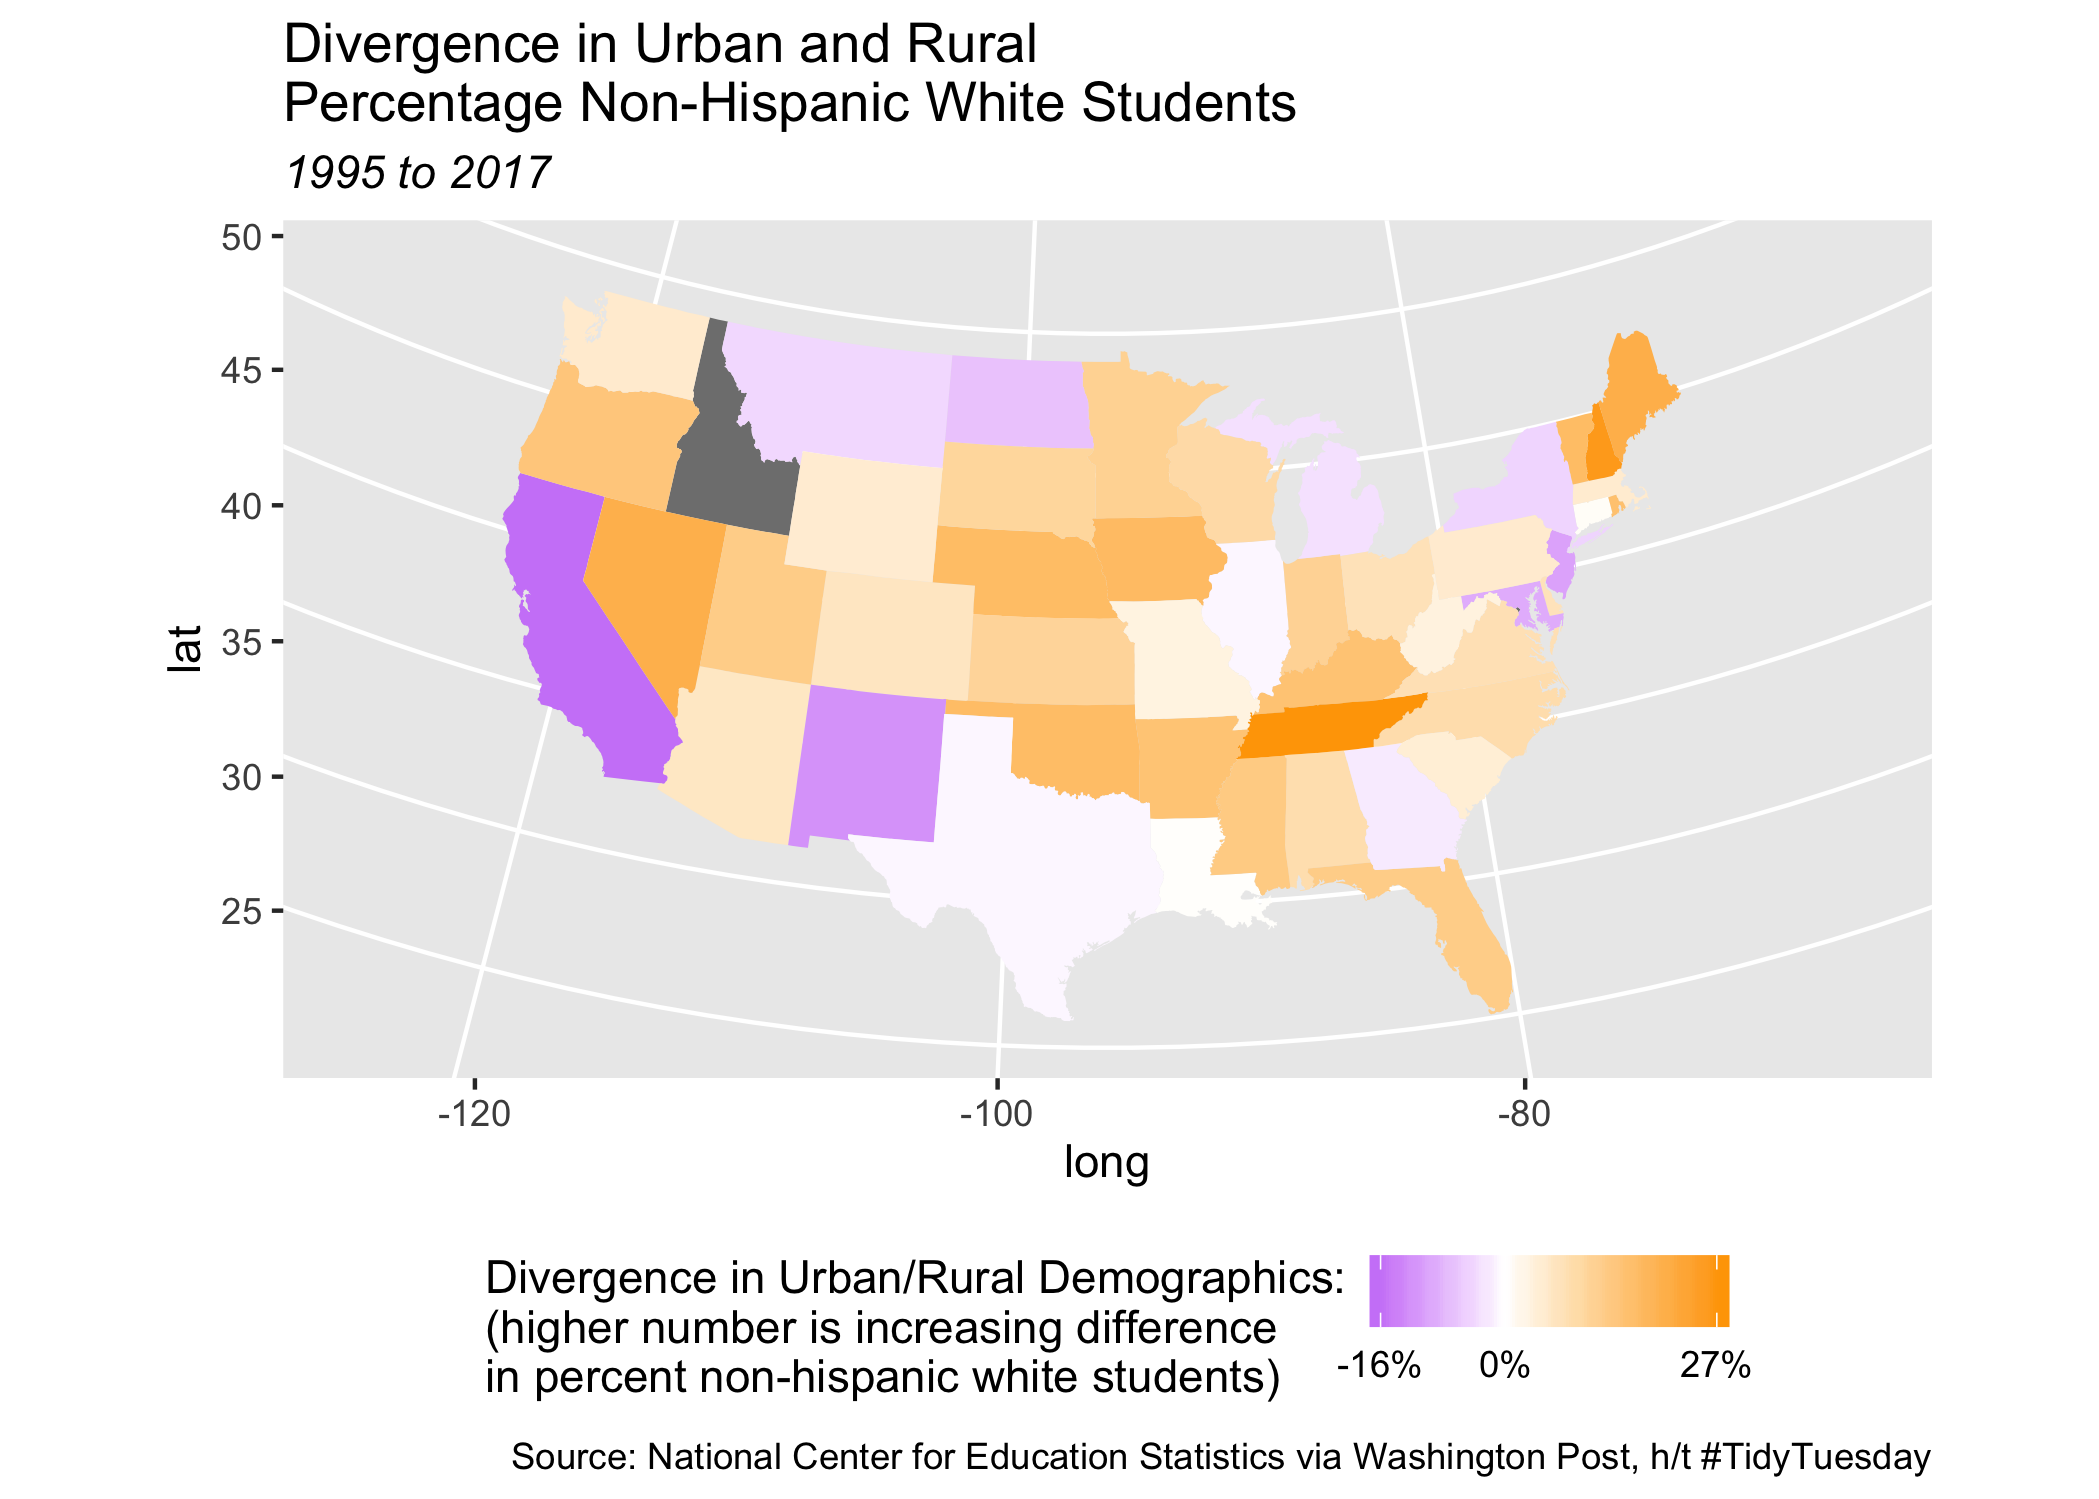 Divergence in Urban and Rural
Percentage Non-Hispanic White Students
1995 to 2017
50
45
40
35
30
25
lat
-120
-100
-80
long
Divergence in Urban/Rural Demographics:
(higher number is increasing difference
in percent non-hispanic white students)
-16%
0%
27%
Source: National Center for Education Statistics via Washington Post, h/t #TidyTuesday